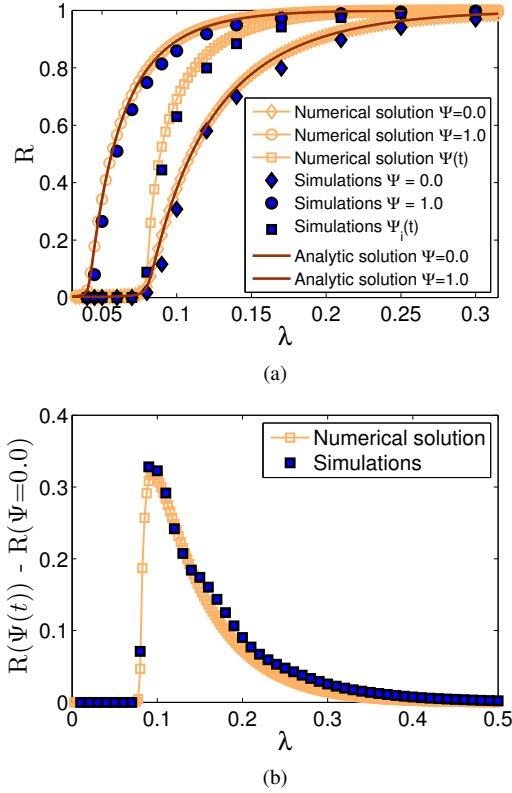 1
0.8
0.6
0.4
0.2
0
R
Numerical solution Ψ=0.0
Numerical solution Ψ=1.0
Numerical solution Ψ(t)
Simulations Ψ = 0.0
Simulations Ψ = 1.0
Simulations Ψi(t)
Analytic solution Ψ=0.0
Analytic solution Ψ=1.0
0.05 0.1 0.15 0.2 0.25 0.3
λ
(a)
0.4
0.3
0.2
0.1
0
R(Ψ(t)) - R(Ψ=0.0)
Numerical solution
Simulations
0 0.1 0.2 0.3 0.4 0.5
λ
(b)